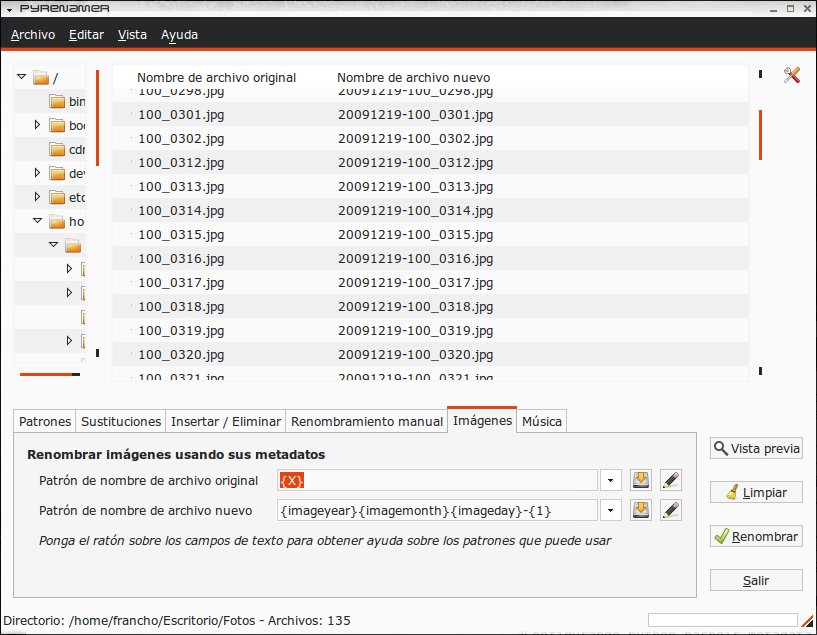 PYRENAMER
Archivo Editar Vista Ayuda
/
bin
boo
cdr
dev
etc
ho
Nombre de archivo original Nombre de archivo nuevo
100_0298.jpg 20091219-100_0298.jpg
100_0301.jpg 20091219-100_0301.jpg
100_0302.jpg 20091219-100_0302.jpg
100_0312.jpg 20091219-100_0312.jpg
100_0313.jpg 20091219-100_0313.jpg
100_0314.jpg 20091219-100_0314.jpg
100_0315.jpg 20091219-100_0315.jpg
100_0316.jpg 20091219-100_0316.jpg
100_0317.jpg 20091219-100_0317.jpg
100_0318.jpg 20091219-100_0318.jpg
100_0319.jpg 20091219-100_0319.jpg
100_0320.jpg 20091219-100_0320.jpg
100_0321.jpg 20091219-100_0321.jpg
Patrones Sustituciones Insertar / Eliminar Renombramiento manual Imágenes Música
Renombrar imágenes usando sus metadatos
Patrón de nombre de archivo original {X}
Patrón de nombre de archivo nuevo {imageyear}{imagemonth}{imageday}-{1}
Ponga el ratón sobre los campos de texto para obtener ayuda sobre los patrones que puede usar
Vista previa
Limpiar
Renombrar
Salir
Directorio: /home/francho/Escritorio/Fotos - Archivos: 135